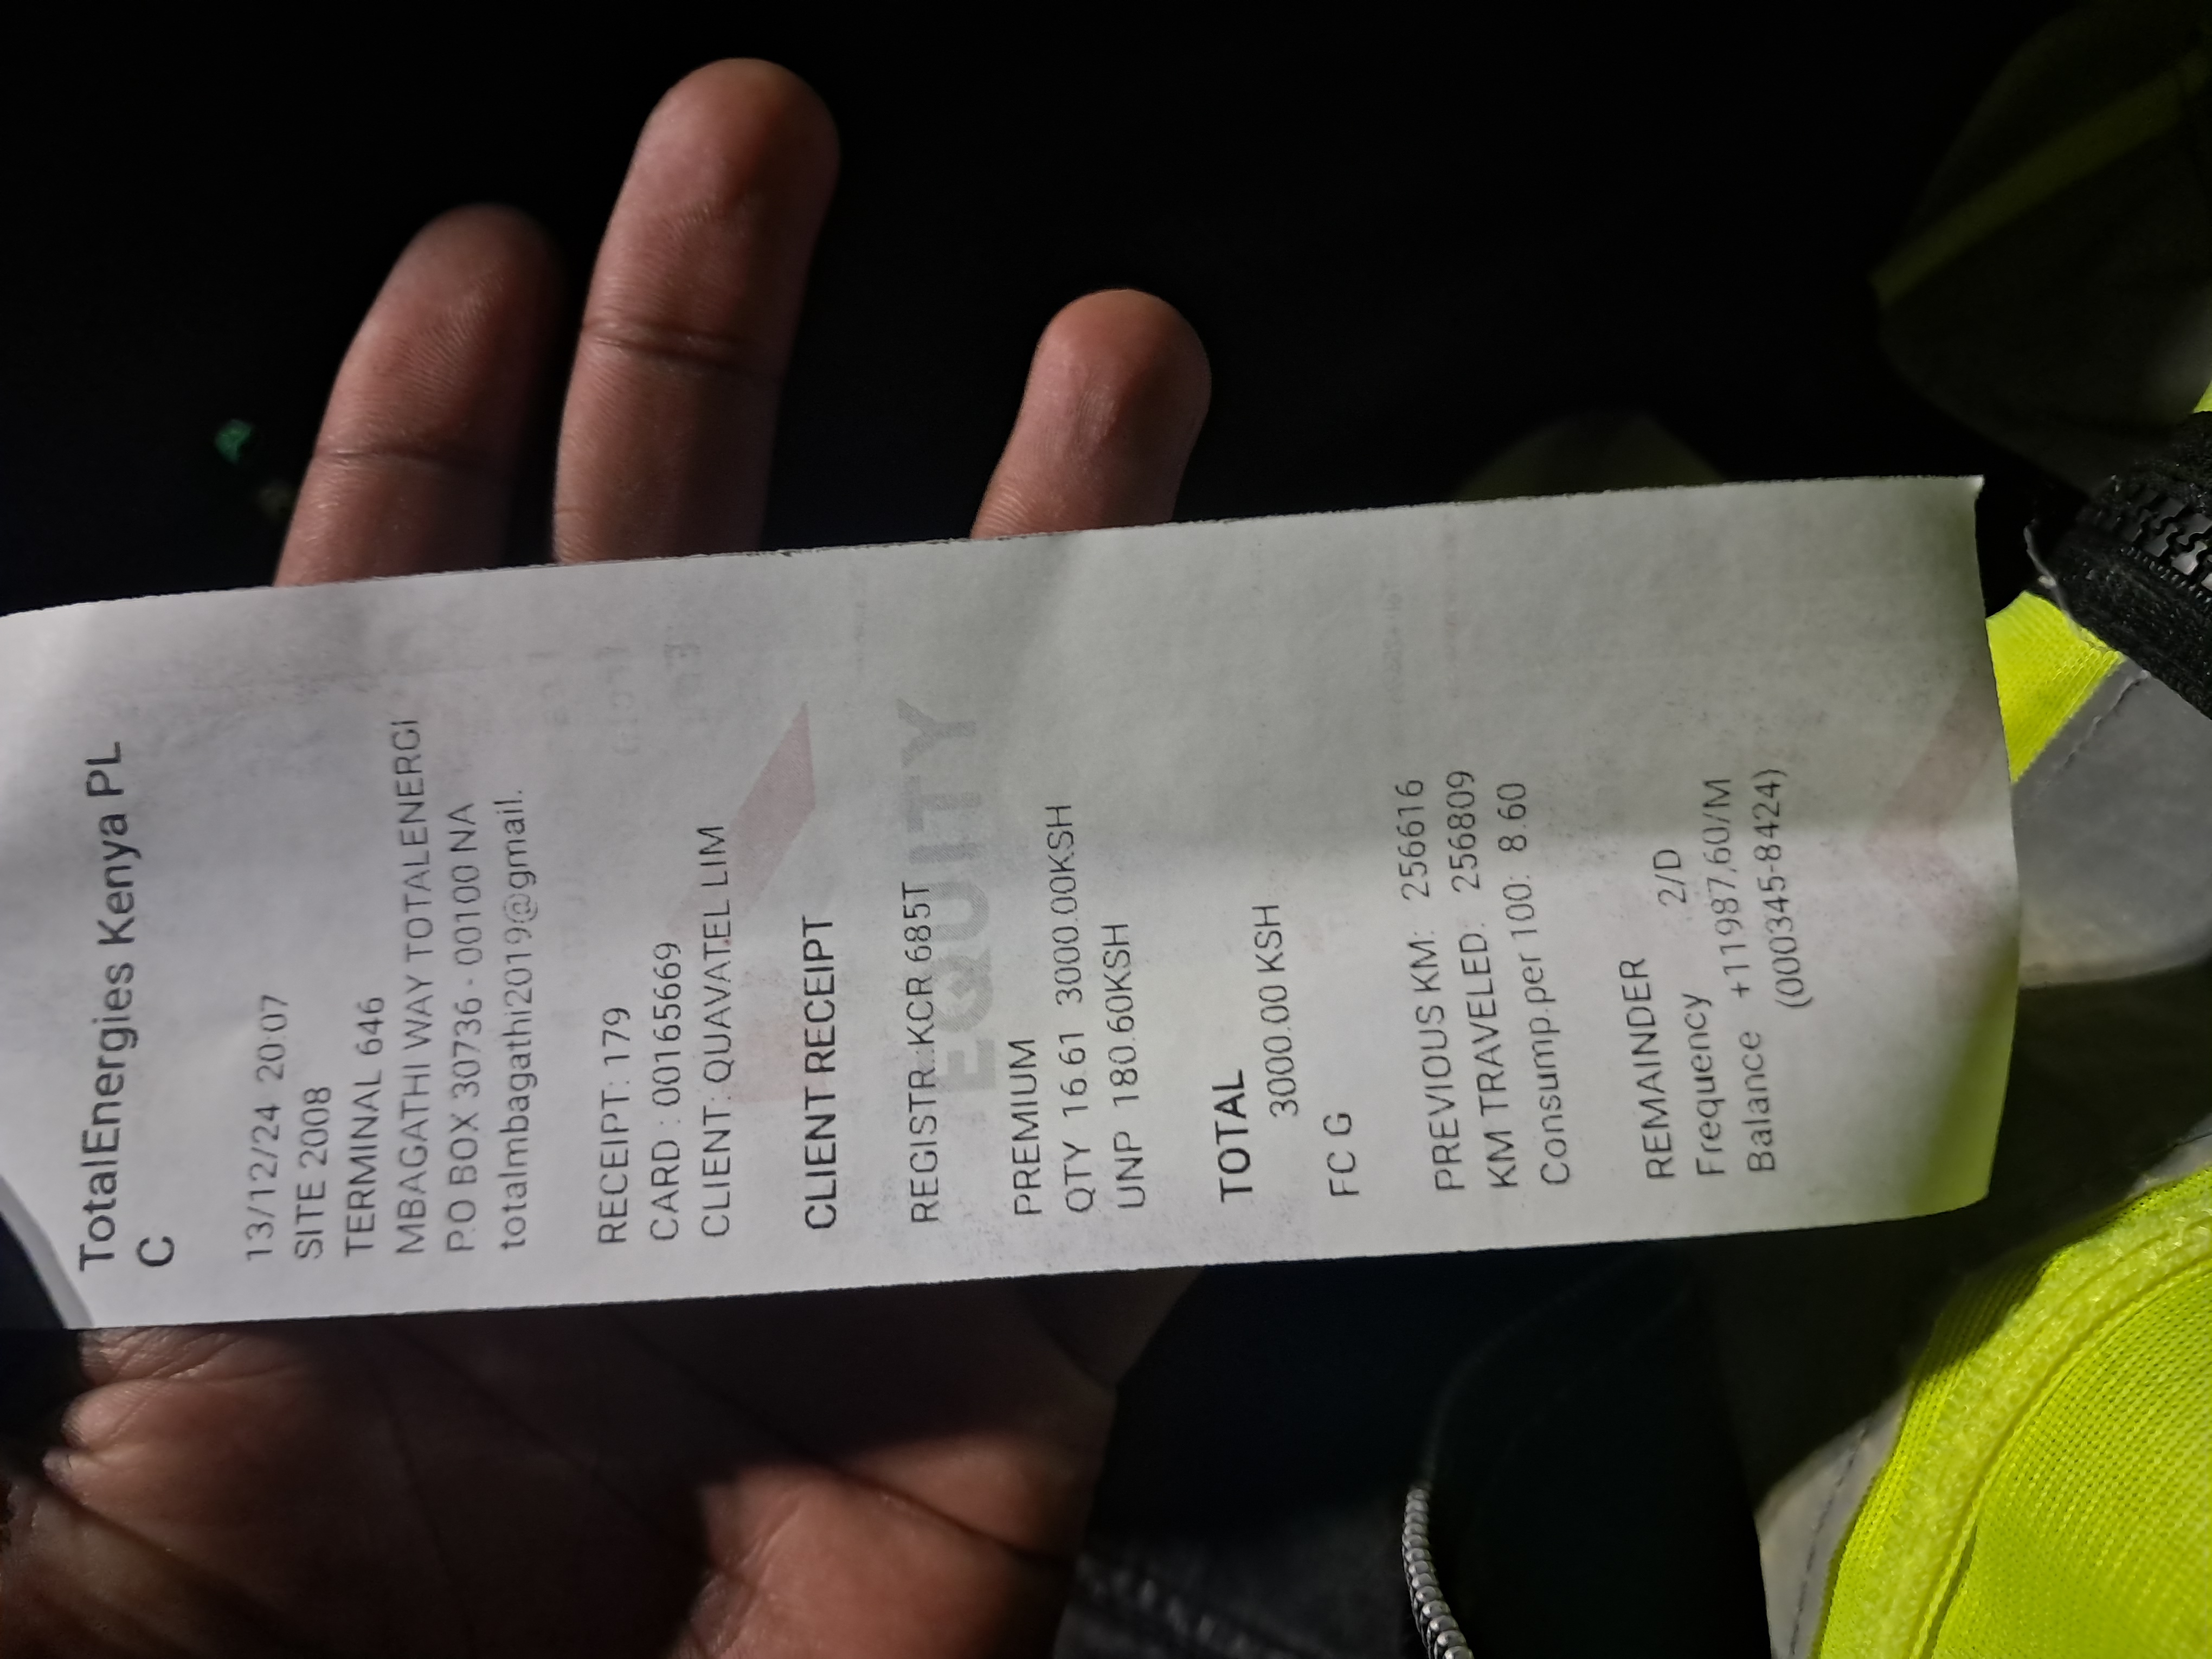 TotalEnergies Kenya PL
C
13/12/24 20:07
SITE 2008
TERMINAL 646
MBAGATHI WAY TOTALENERGI
P.O BOX 30736 - 00100 NA
totalmbagathi2019@gmail.
RECEIPT: 179
CARD : 00165669
CLIENT: QUAVATEL LIM
CLIENT RECEIPT
EQUITY
REGISTR.:KCR 685T
PREMIUM
QTY 16.61 3000.00KSH
UNP 180.60KSH
TOTAL
3000.00 KSH
FC G
PREVIOUS KM: 256616
KM TRAVELED: 256809
Consump.per 100: 8.60
REMAINDER
Frequency 2/D
Balance +11987.60/M
(000345-8424)